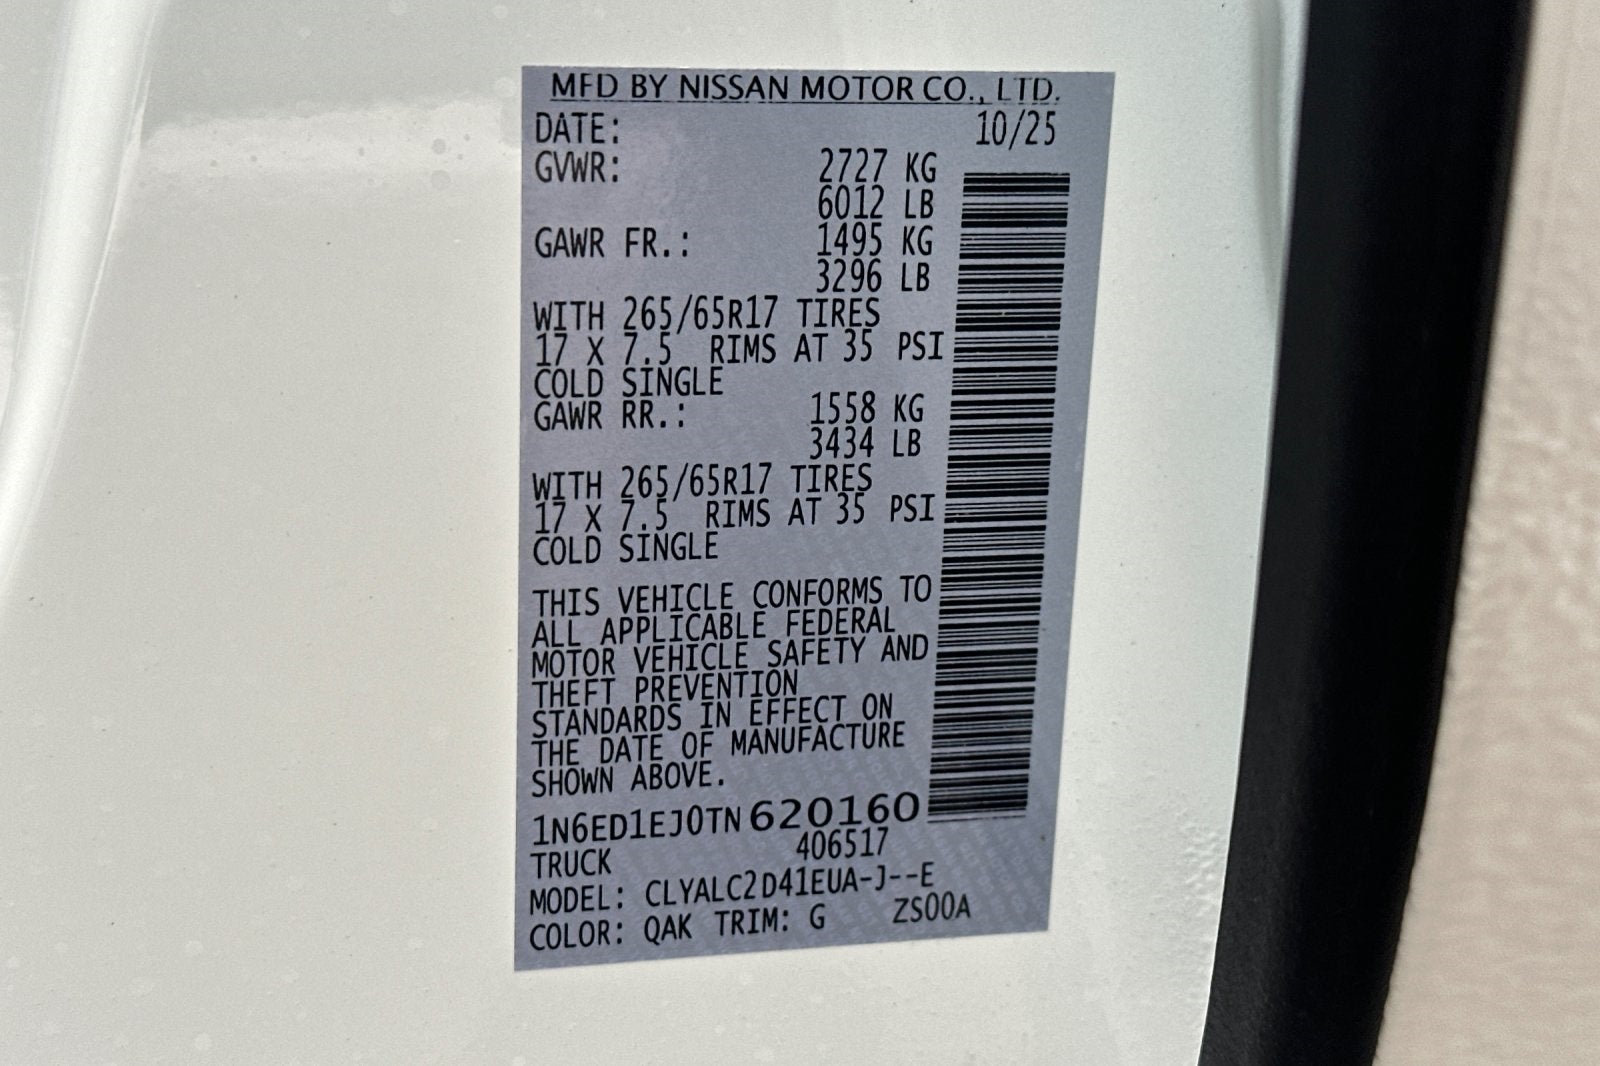 MFD BY NISSAN MOTOR CO., LTD.
DATE: 10/25
GVWR: 2727 KG
6012 LB
GAWR FR.: 1495 KG
3296 LB
WITH 265/65R17 TIRES
17 X 7.5 RIMS AT 35 PSI
COLD SINGLE
GAWR RR.: 1558 KG
3434 LB
WITH 265/65R17 TIRES
17 X 7.5 RIMS AT 35 PSI
COLD SINGLE
THIS VEHICLE CONFORMS TO
ALL APPLICABLE FEDERAL
MOTOR VEHICLE SAFETY AND
THEFT PREVENTION
STANDARDS IN EFFECT ON
THE DATE OF MANUFACTURE
SHOWN ABOVE.
1N6ED1EJ0TN620160
TRUCK 406517
MODEL: CLYALC2D41EUA-J--E
COLOR: QAK TRIM: G ZS00A